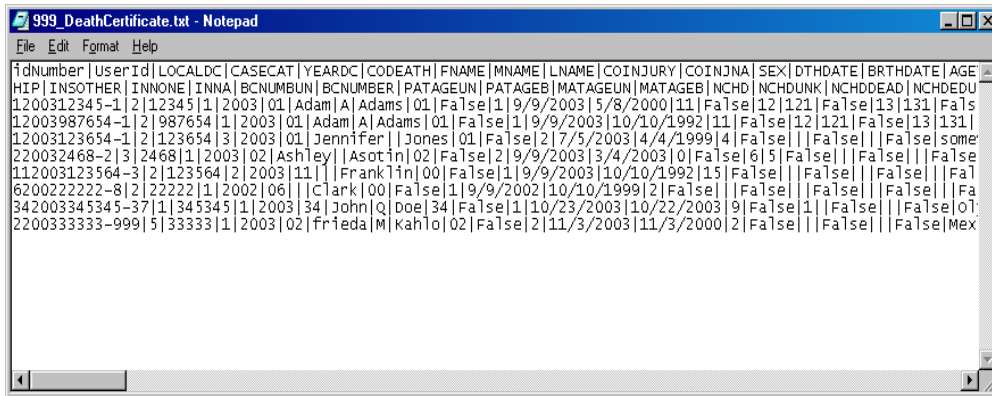 999_DeathCertificate.txt - Notepad
File Edit Format Help
idNumber|UserId|LOCALDC|CASECAT|YEARDC|CODEATH|FNAME|MNAME|LNAME|COINJURY|COINJNA|SEX|DTHDATE|BRTHDATE|AGE
HIP|INSOTHER|INNONE|INNA|BCNUMBUN|BCNUMBER|PATAGEUN|PATAGEB|MATAGEUN|MATAGEB|NCHD|NCHDUNK|NCHDDEAD|NCHDEDU
1200312345-1|2|12345|1|2003|01|Adam|A|Adams|01|False|1|9/9/2003|5/8/2000|11|False|12|121|False|13|131|Fals
12003987654-1|2|987654|1|2003|01|Adam|A|Adams|01|False|1|9/9/2003|10/10/1992|11|False|12|121|False|13|131|
12003123654-1|2|123654|3|2003|01|Jennifer||Jones|01|False|2|7/5/2003|4/4/1999|4|False|||False|||False|some
220032468-2|3|2468|1|2003|02|Ashley||Asotin|02|False|2|9/9/2003|3/4/2003|0|False|6|5|False|||False|||False
112003123564-3|2|123564|2|2003|11|||Franklin|00|False|1|9/9/2003|10/10/1992|15|False|||False|||False|||Fal
6200222222-8|2|22222|1|2002|06|||Clark|00|False|1|9/9/2002|10/10/1999|2|False|||False|||False|||False|||Fa
342003345345-37|1|345345|1|2003|34|John|Q|Doe|34|False|1|10/23/2003|10/22/2003|9|False|1||False|||False|Ol
2200333333-999|5|33333|1|2003|02|frieda|M|Kahlo|02|False|2|11/3/2003|11/3/2000|2|False|||False|||False|Mex